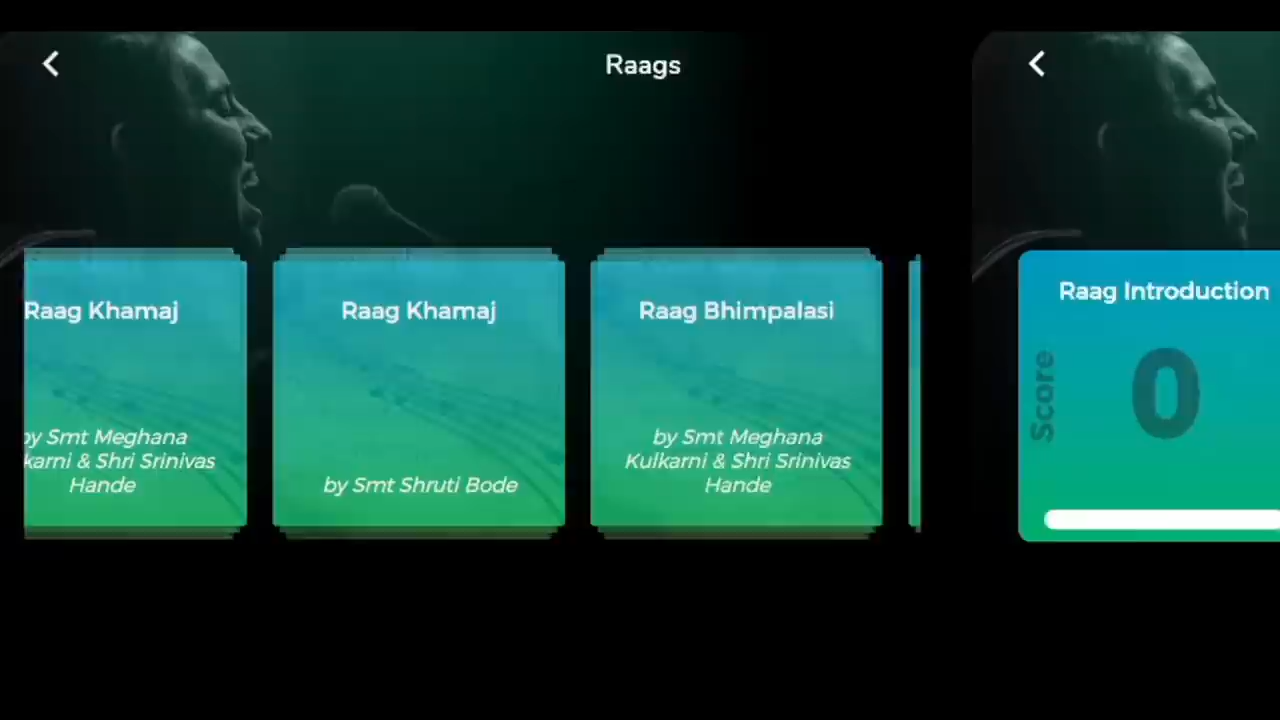 Raags
Raag Khamaj
by Smt Meghana
karni & Shri Srinivas
Hande
Raag Khamaj
by Smt Shruti Bode
Raag Bhimpalasi
by Smt Meghana
Kulkarni & Shri Srinivas
Hande
Raag Introduction
Score
0